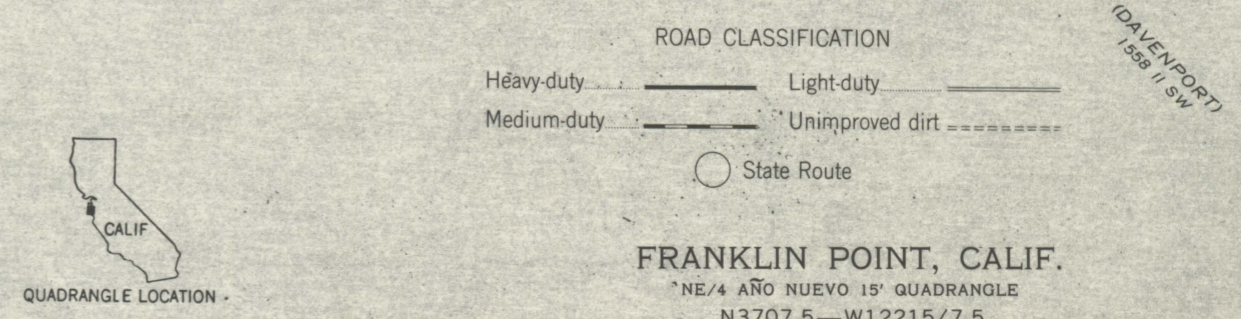 ROAD CLASSIFICATION
Heavy-duty Light-duty
Medium-duty Unimproved dirt
State Route
(DAVENPORT)
1558 II SW
CALIF
QUADRANGLE LOCATION
FRANKLIN POINT, CALIF.
NE/4 AÑO NUEVO 15' QUADRANGLE
N3707.5—W12215/7.5